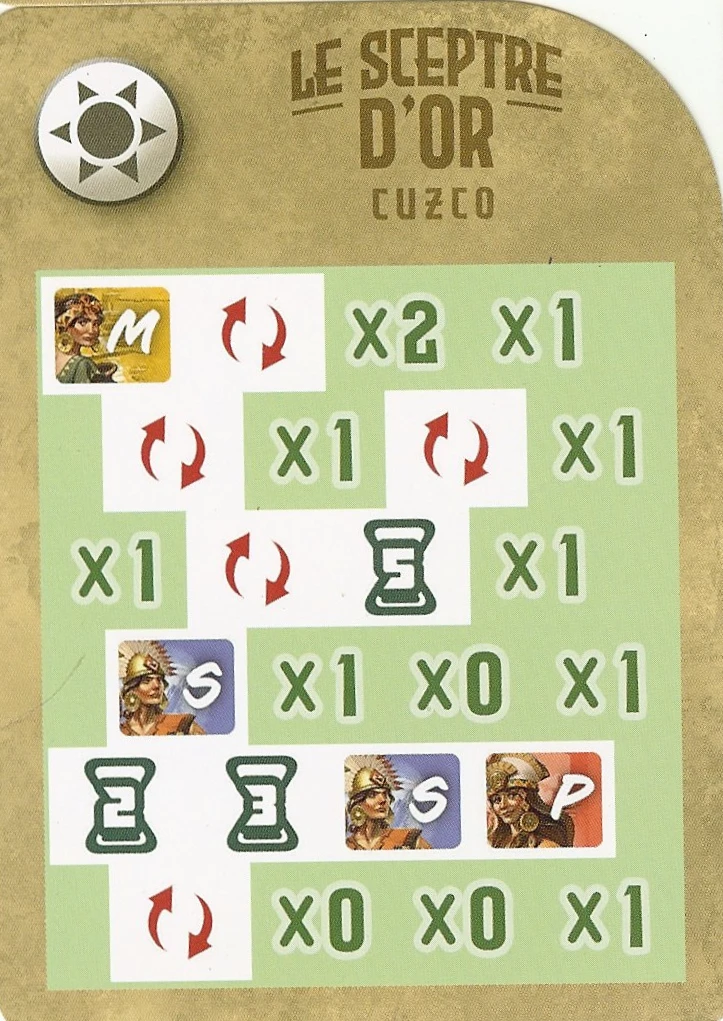 LE SCEPTRE
D'OR
CUZCO
M x2 x1
x1 x1
x1 5 x1
S x1 x0 x1
2 3 S P
x0 x0 x1